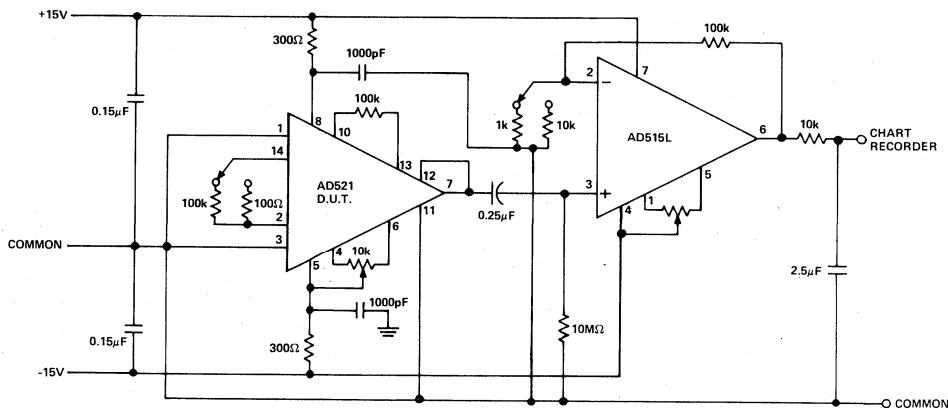 +15V
300Ω
1000pF
100k
0.15μF
8
10
100k
13
1
14
12
7
AD521
D.U.T.
100k
100Ω
2
3
11
6
4
10k
5
COMMON
1000pF
0.15μF
300Ω
-15V
0.25μF
2
−
7
1k
10k
AD515L
6
10k
CHART
RECORDER
3
+
4
1
5
10MΩ
2.5μF
COMMON